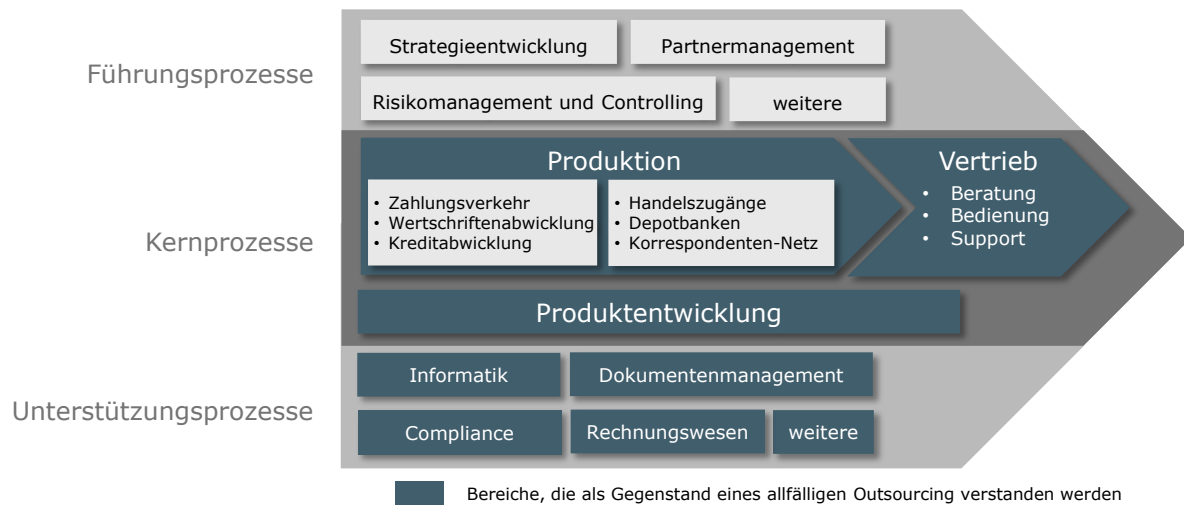 Führungsprozesse
Strategieentwicklung
Partnermanagement
Risikomanagement und Controlling
weitere
Kernprozesse
Produktion
• Zahlungsverkehr
• Wertschriftenabwicklung
• Kreditabwicklung
• Handelszugänge
• Depotbanken
• Korrespondenten-Netz
Vertrieb
• Beratung
• Bedienung
• Support
Produktentwicklung
Unterstützungsprozesse
Informatik
Dokumentenmanagement
Compliance
Rechnungswesen
weitere
Bereiche, die als Gegenstand eines allfälligen Outsourcing verstanden werden